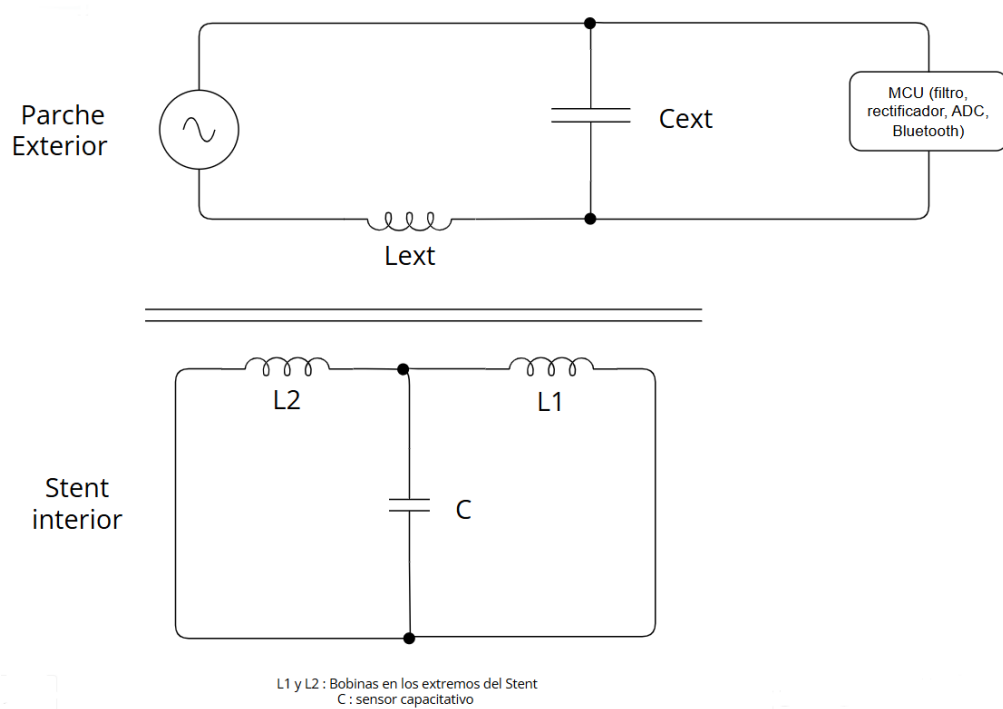 Parche
Exterior
Cext
MCU (filtro,
rectificador, ADC,
Bluetooth)
Lext
L2
L1
Stent
interior
C
L1 y L2 : Bobinas en los extremos del Stent
C : sensor capacitativo